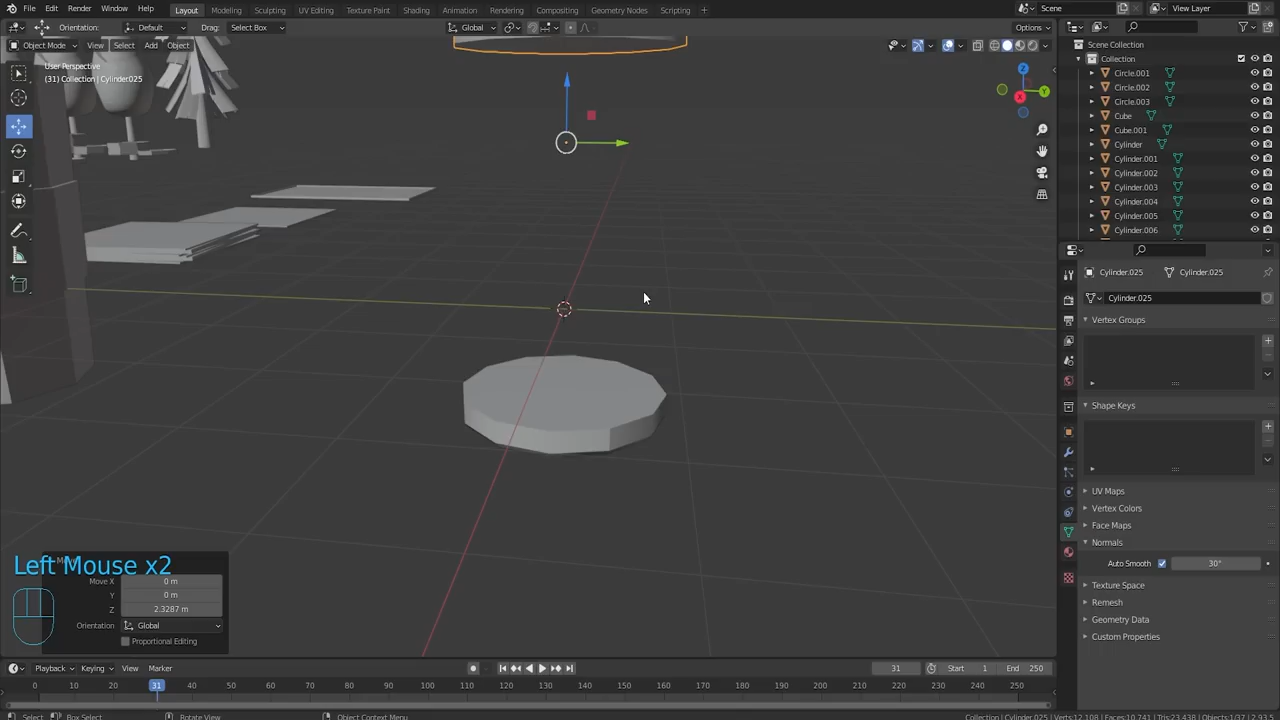 File Edit Render Window Help Layout Modeling Sculpting UV Editing Texture Paint Shading Animation Rendering Compositing Geometry Nodes Scripting Scene View Layer
Orientation: Default Drag: Select Box Global Options
Object Mode View Select Add Object
User Perspective
(31) Collection | Cylinder.025
Z
Y
X
Scene Collection
Collection
Circle.001
Circle.002
Circle.003
Cube
Cube.001
Cylinder
Cylinder.001
Cylinder.002
Cylinder.003
Cylinder.004
Cylinder.005
Cylinder.006
Cylinder.025 Cylinder.025
Cylinder.025
Vertex Groups
Shape Keys
UV Maps
Vertex Colors
Face Maps
Normals
Auto Smooth 30°
Texture Space
Remesh
Geometry Data
Custom Properties
Left Mouse x2
Move X 0 m
Y 0 m
Z 2.3287 m
Orientation Global
Proportional Editing
Playback Keying View Marker 31 Start 1 End 250
0 10 20 31 40 50 60 70 80 90 100 110 120 130 140 150 160 170 180 190 200 210 220 230 240 250
Select Box Select Rotate View Object Context Menu